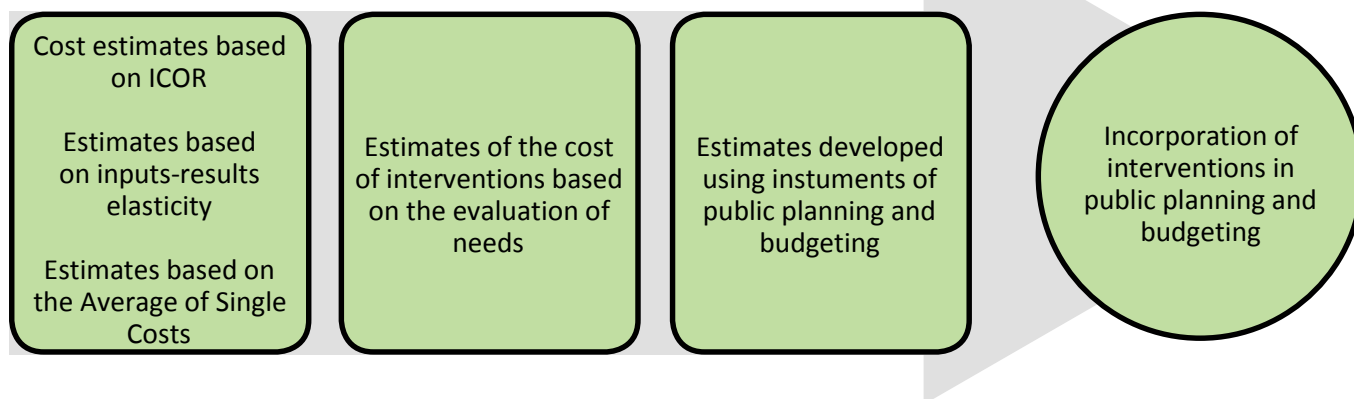 Cost estimates based
on ICOR
Estimates based
on inputs-results
elasticity
Estimates based on
the Average of Single
Costs
Estimates of the cost
of interventions based
on the evaluation of
needs
Estimates developed
using instuments of
public planning and
budgeting
Incorporation of
interventions in
public planning and
budgeting